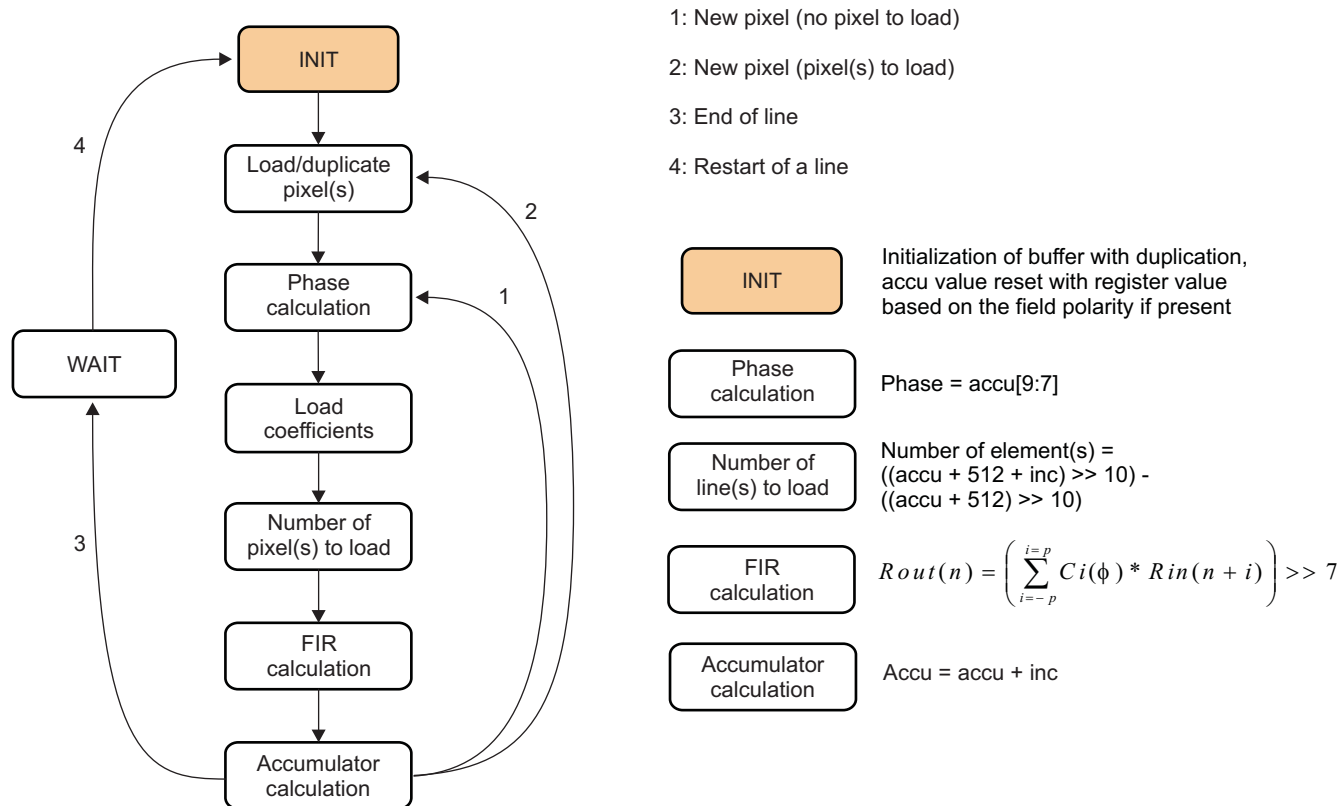 INIT
Load/duplicate
pixel(s)
Phase
calculation
Load
coefficients
Number of
pixel(s) to load
FIR
calculation
Accumulator
calculation
WAIT
4
3
2
1
1: New pixel (no pixel to load)
2: New pixel (pixel(s) to load)
3: End of line
4: Restart of a line
INIT
Initialization of buffer with duplication,
accu value reset with register value
based on the field polarity if present
Phase
calculation
Phase = accu[9:7]
Number of
line(s) to load
Number of element(s) =
((accu + 512 + inc) >> 10) -
((accu + 512) >> 10)
FIR
calculation
Rout(n) = ( i=p ∑ i=-p Ci(ϕ) * Rin(n + i) ) >> 7
Accumulator
calculation
Accu = accu + inc